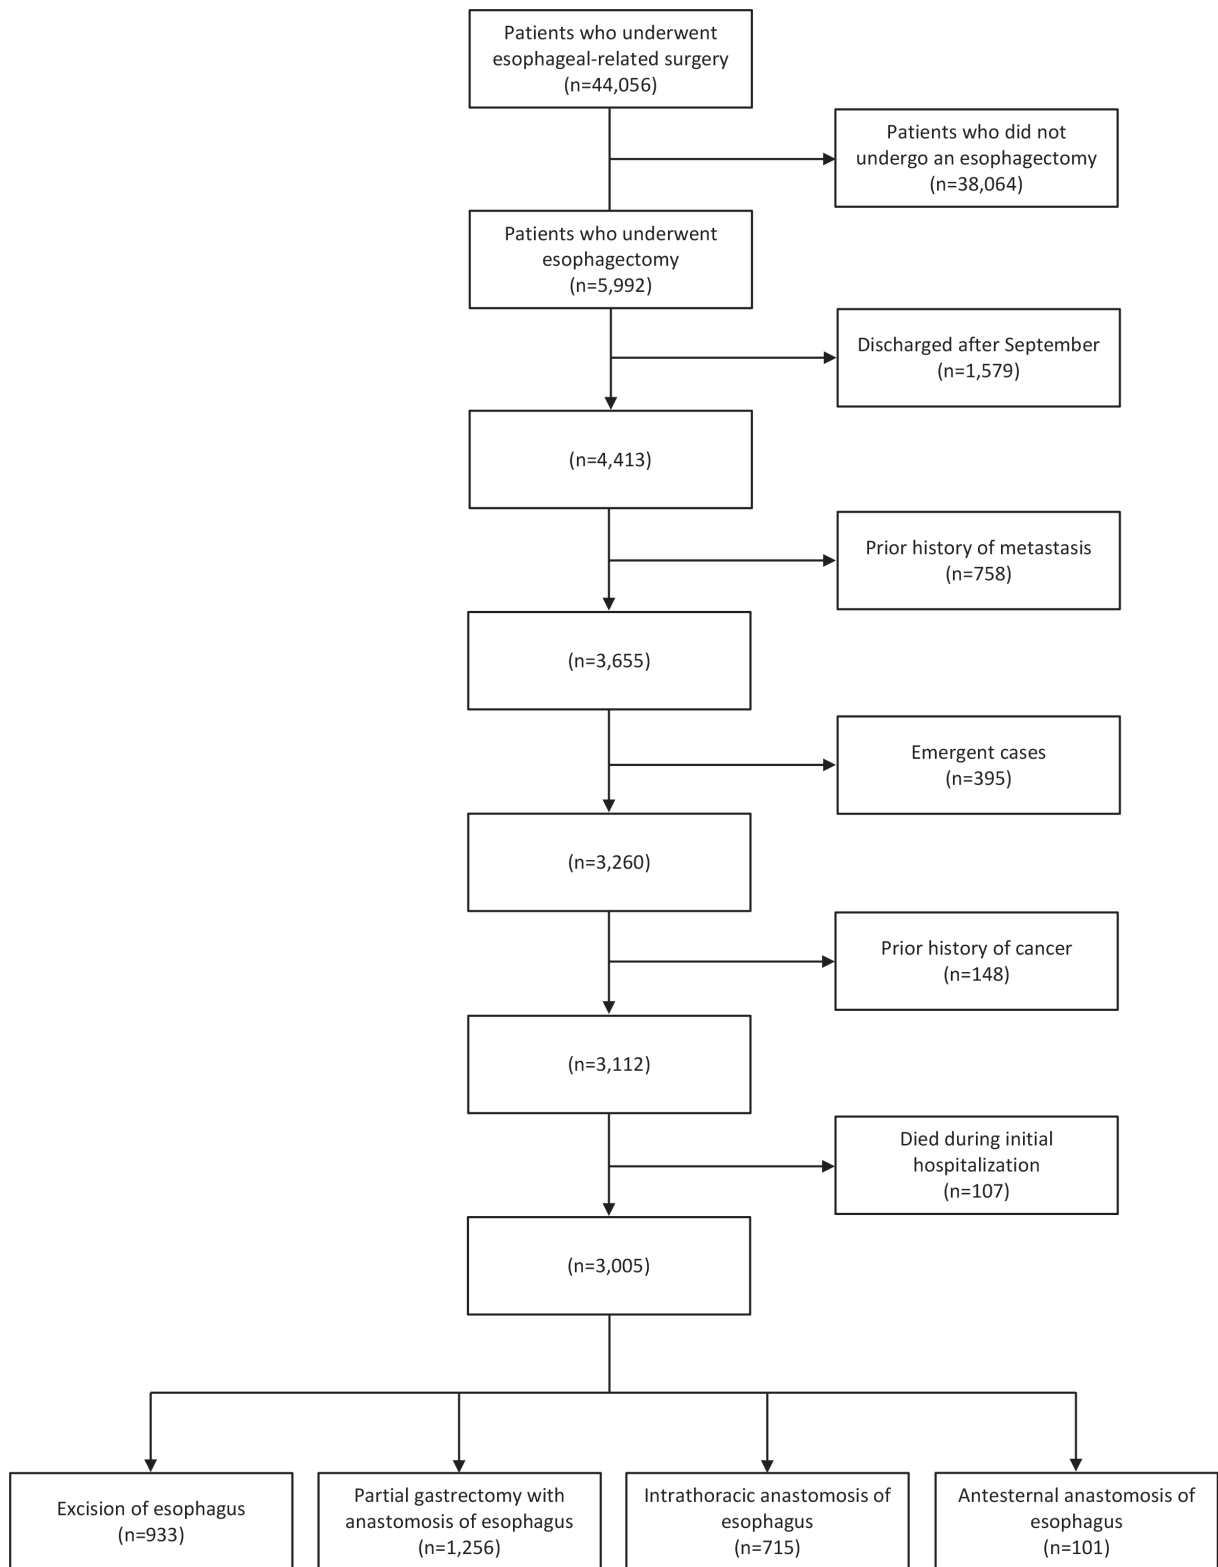 Patients who underwent
esophageal-related surgery
(n=44,056)
Patients who did not
undergo an esophagectomy
(n=38,064)
Patients who underwent
esophagectomy
(n=5,992)
Discharged after September
(n=1,579)
(n=4,413)
Prior history of metastasis
(n=758)
(n=3,655)
Emergent cases
(n=395)
(n=3,260)
Prior history of cancer
(n=148)
(n=3,112)
Died during initial
hospitalization
(n=107)
(n=3,005)
Excision of esophagus
(n=933)
Partial gastrectomy with
anastomosis of esophagus
(n=1,256)
Intrathoracic anastomosis of
esophagus
(n=715)
Antesternal anastomosis of
esophagus
(n=101)